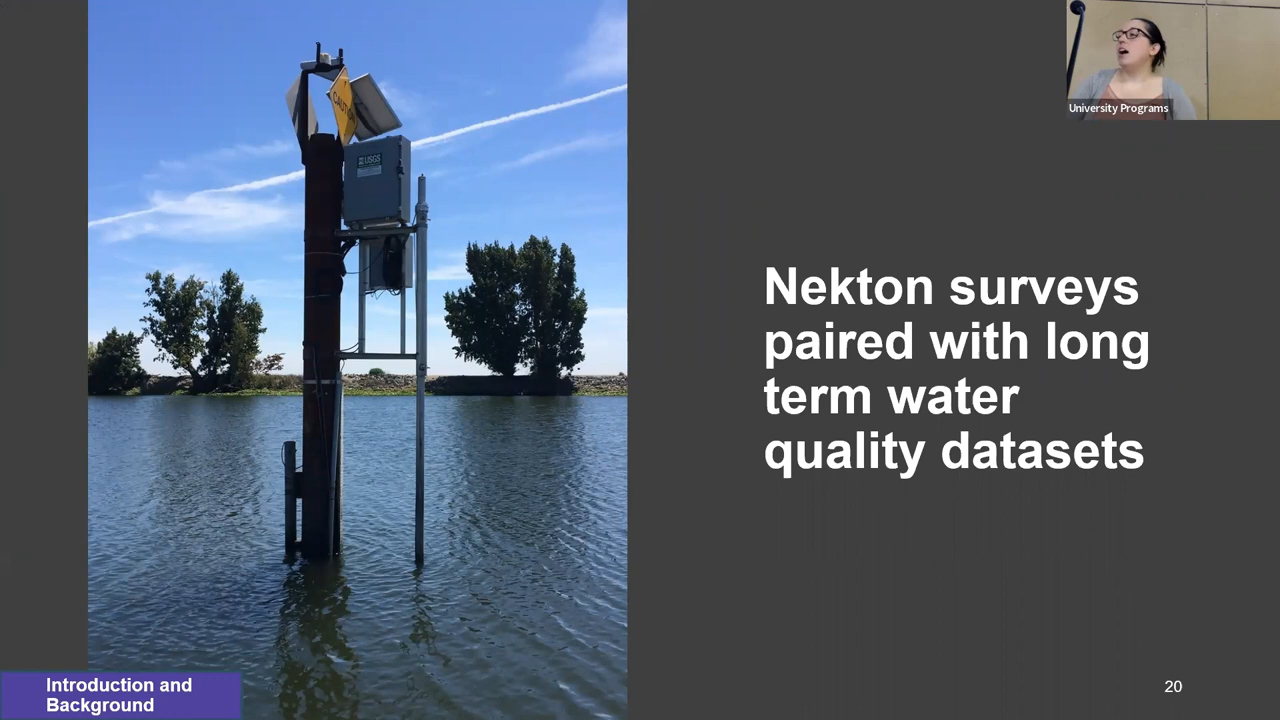 University Programs
CAUTION
USGS
Nekton surveys
paired with long
term water
quality datasets
Introduction and
Background
20